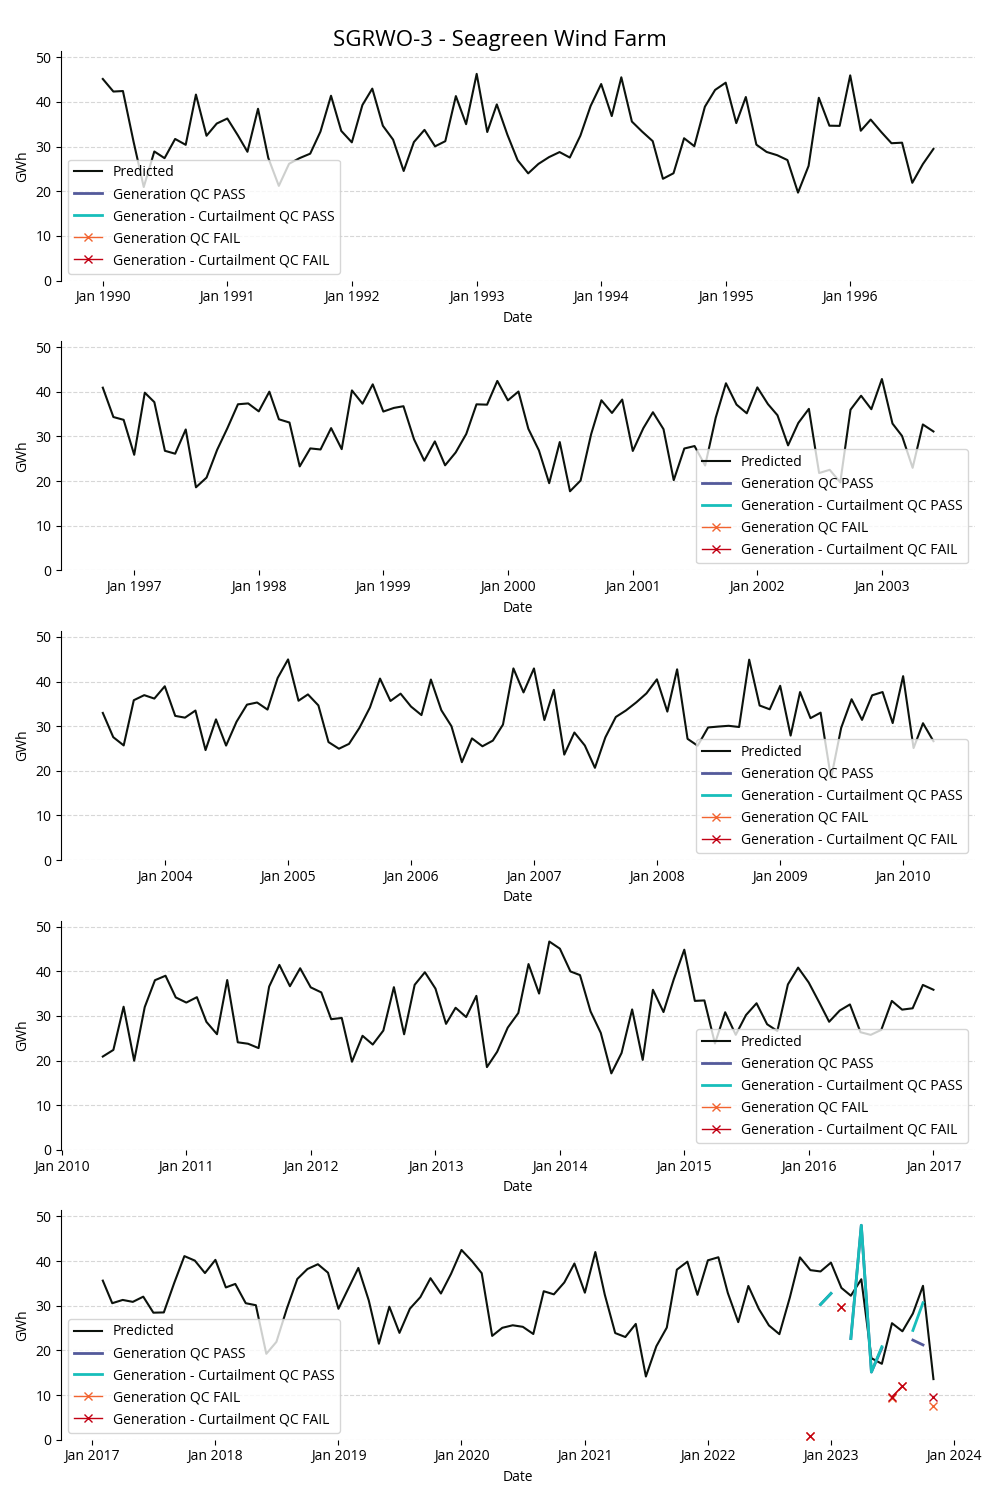 SGRWO-3 - Seagreen Wind Farm
50
40
30
20
10
0
GWh
Predicted
Generation QC PASS
Generation - Curtailment QC PASS
Generation QC FAIL
Generation - Curtailment QC FAIL
Jan 1990 Jan 1991 Jan 1992 Jan 1993 Jan 1994 Jan 1995 Jan 1996
Date
50
40
30
20
10
0
GWh
Predicted
Generation QC PASS
Generation - Curtailment QC PASS
Generation QC FAIL
Generation - Curtailment QC FAIL
Jan 1997 Jan 1998 Jan 1999 Jan 2000 Jan 2001 Jan 2002 Jan 2003
Date
50
40
30
20
10
0
GWh
Predicted
Generation QC PASS
Generation - Curtailment QC PASS
Generation QC FAIL
Generation - Curtailment QC FAIL
Jan 2004 Jan 2005 Jan 2006 Jan 2007 Jan 2008 Jan 2009 Jan 2010
Date
50
40
30
20
10
0
GWh
Predicted
Generation QC PASS
Generation - Curtailment QC PASS
Generation QC FAIL
Generation - Curtailment QC FAIL
Jan 2010 Jan 2011 Jan 2012 Jan 2013 Jan 2014 Jan 2015 Jan 2016 Jan 2017
Date
50
40
30
20
10
0
GWh
Predicted
Generation QC PASS
Generation - Curtailment QC PASS
Generation QC FAIL
Generation - Curtailment QC FAIL
Jan 2017 Jan 2018 Jan 2019 Jan 2020 Jan 2021 Jan 2022 Jan 2023 Jan 2024
Date